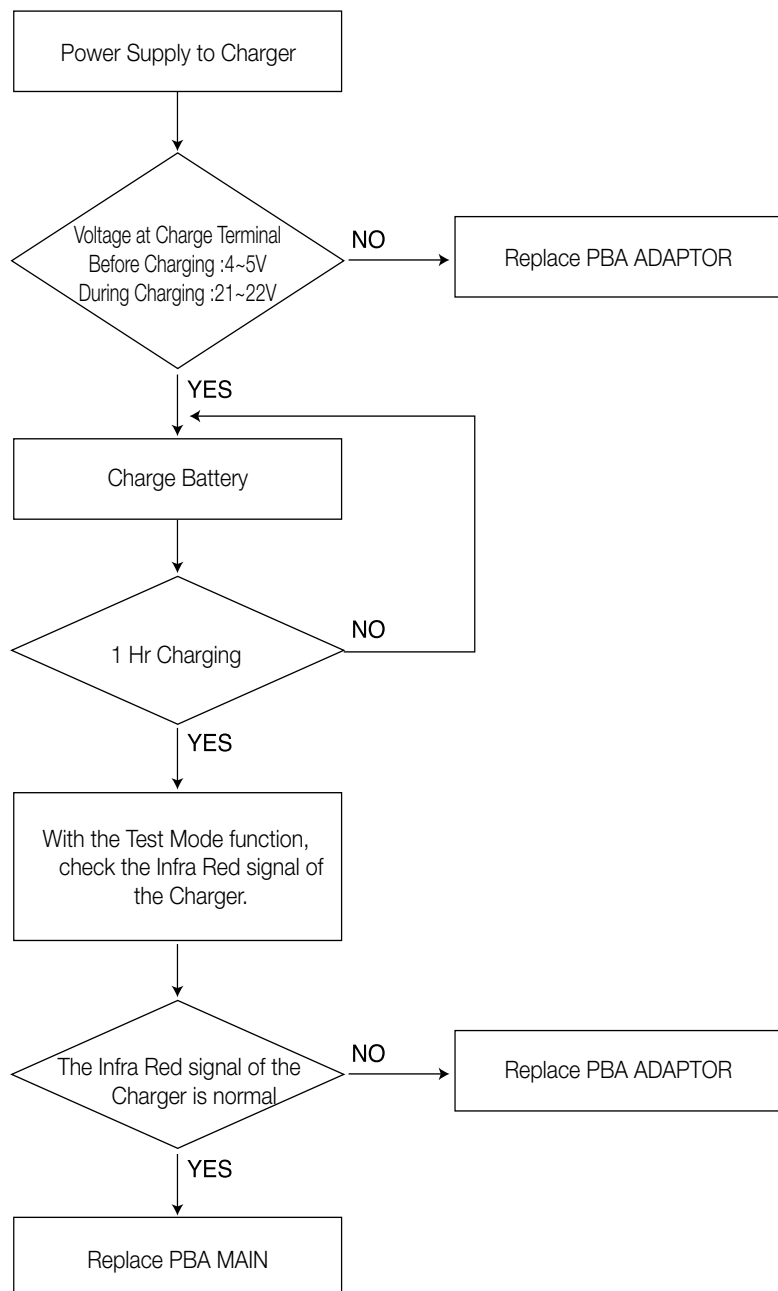 Power Supply to Charger
Voltage at Charge Terminal
Before Charging :4~5V
During Charging :21~22V
NO
Replace PBA ADAPTOR
YES
Charge Battery
1 Hr Charging
NO
YES
With the Test Mode function,
check the Infra Red signal of
the Charger.
The Infra Red signal of the
Charger is normal
NO
Replace PBA ADAPTOR
YES
Replace PBA MAIN